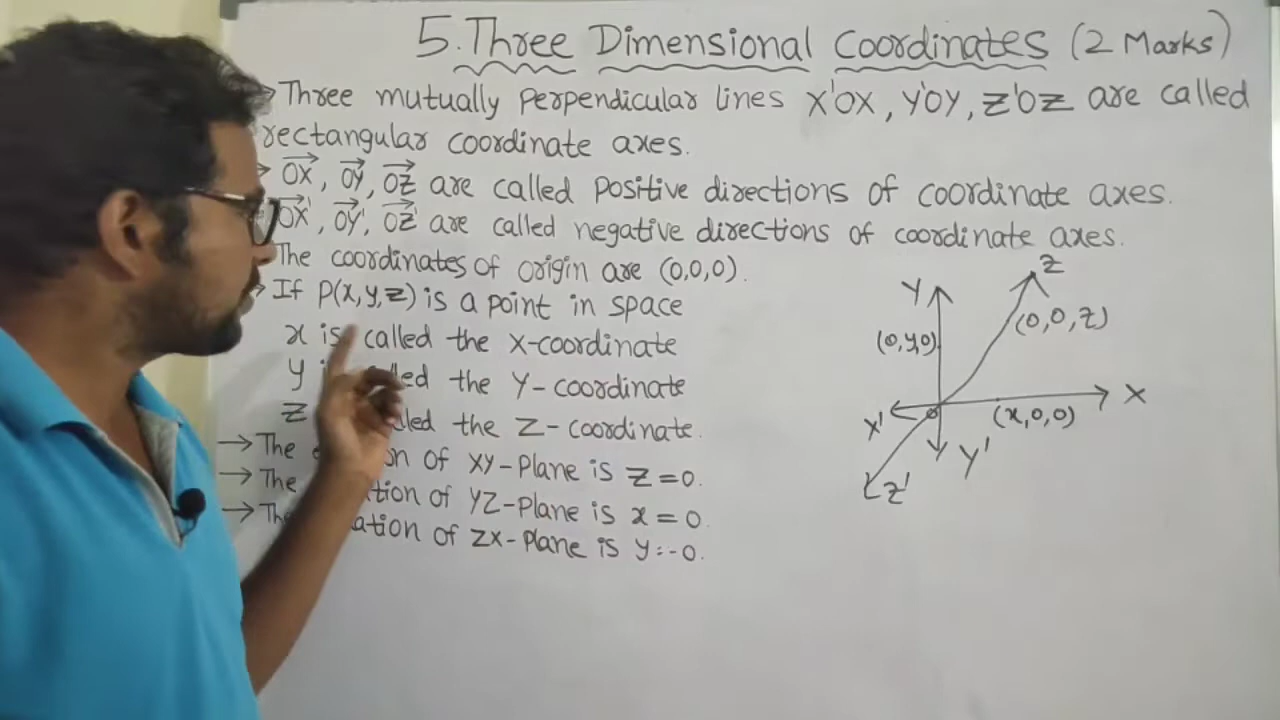 5. Three Dimensional Coordinates (2 Marks)
→ Three mutually perpendicular lines X'OX, Y'OY, Z'OZ are called
rectangular coordinate axes.
→ OX, OY, OZ are called positive directions of coordinate axes.
OX', OY', OZ' are called negative directions of coordinate axes.
The coordinates of origin are (0,0,0).
→ If P(x,y,z) is a point in space
x is called the X-coordinate
y called the Y-coordinate
z called the Z-coordinate.
→ The of XY-Plane is z=0.
→ The of YZ-Plane is x=0.
→ The of ZX-Plane is y=-0.
Z
Y
(0,0,z)
(0,y,0)
X
X'
(x,0,0)
Y'
Z'